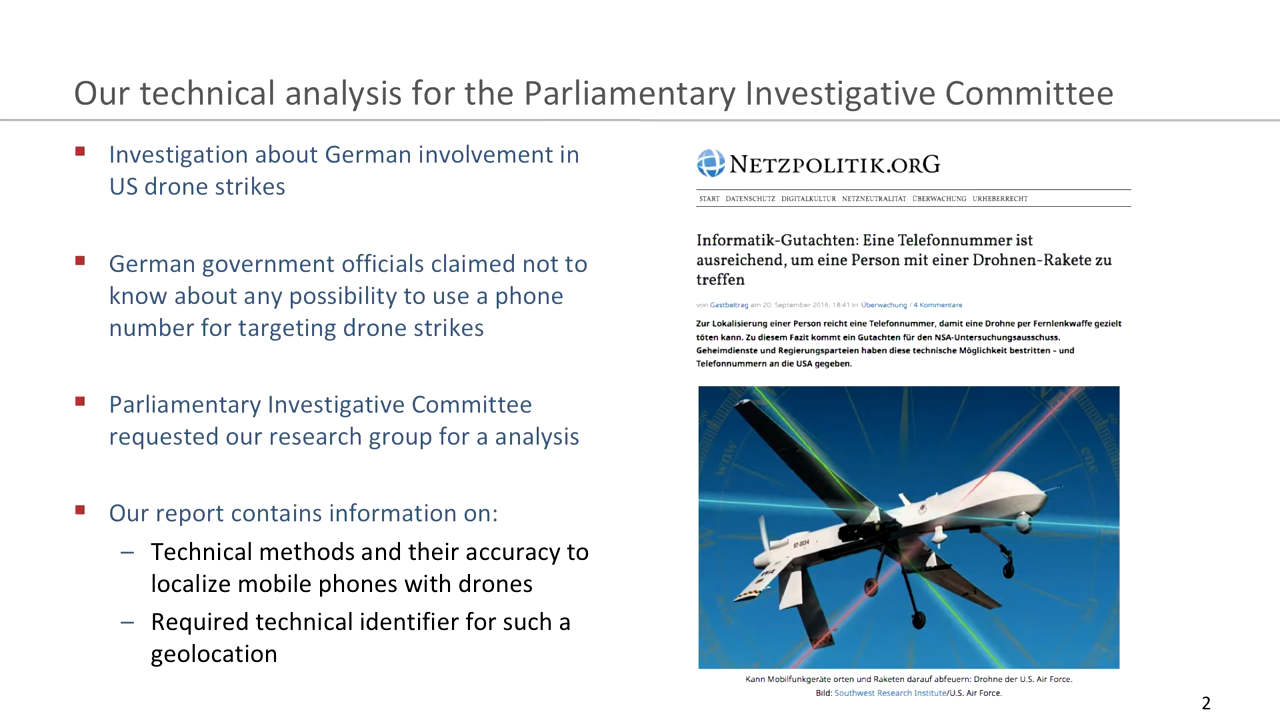 Our technical analysis for the Parliamentary Investigative Committee
Investigation about German involvement in
US drone strikes
German government officials claimed not to
know about any possibility to use a phone
number for targeting drone strikes
Parliamentary Investigative Committee
requested our research group for a analysis
Our report contains information on:
– Technical methods and their accuracy to
localize mobile phones with drones
– Required technical identifier for such a
geolocation
NETZPOLITIK.ORG
START DATENSCHUTZ DIGITALKULTUR NETZNEUTRALITÄT ÜBERWACHUNG URHEBERRECHT
Informatik-Gutachten: Eine Telefonnummer ist
ausreichend, um eine Person mit einer Drohnen-Rakete zu
treffen
von Gastbeitrag am 20. September 2016, 18:41 in Überwachung / 4 Kommentare
Zur Lokalisierung einer Person reicht eine Telefonnummer, damit eine Drohne per Fernlenkwaffe gezielt
töten kann. Zu diesem Fazit kommt ein Gutachten für den NSA-Untersuchungsausschuss.
Geheimdienste und Regierungsparteien haben diese technische Möglichkeit bestritten – und
Telefonnummern an die USA gegeben.
wnw
ene
Kann Mobilfunkgeräte orten und Raketen darauf abfeuern: Drohne der U.S. Air Force.
Bild: Southwest Research Institute/U.S. Air Force.
2